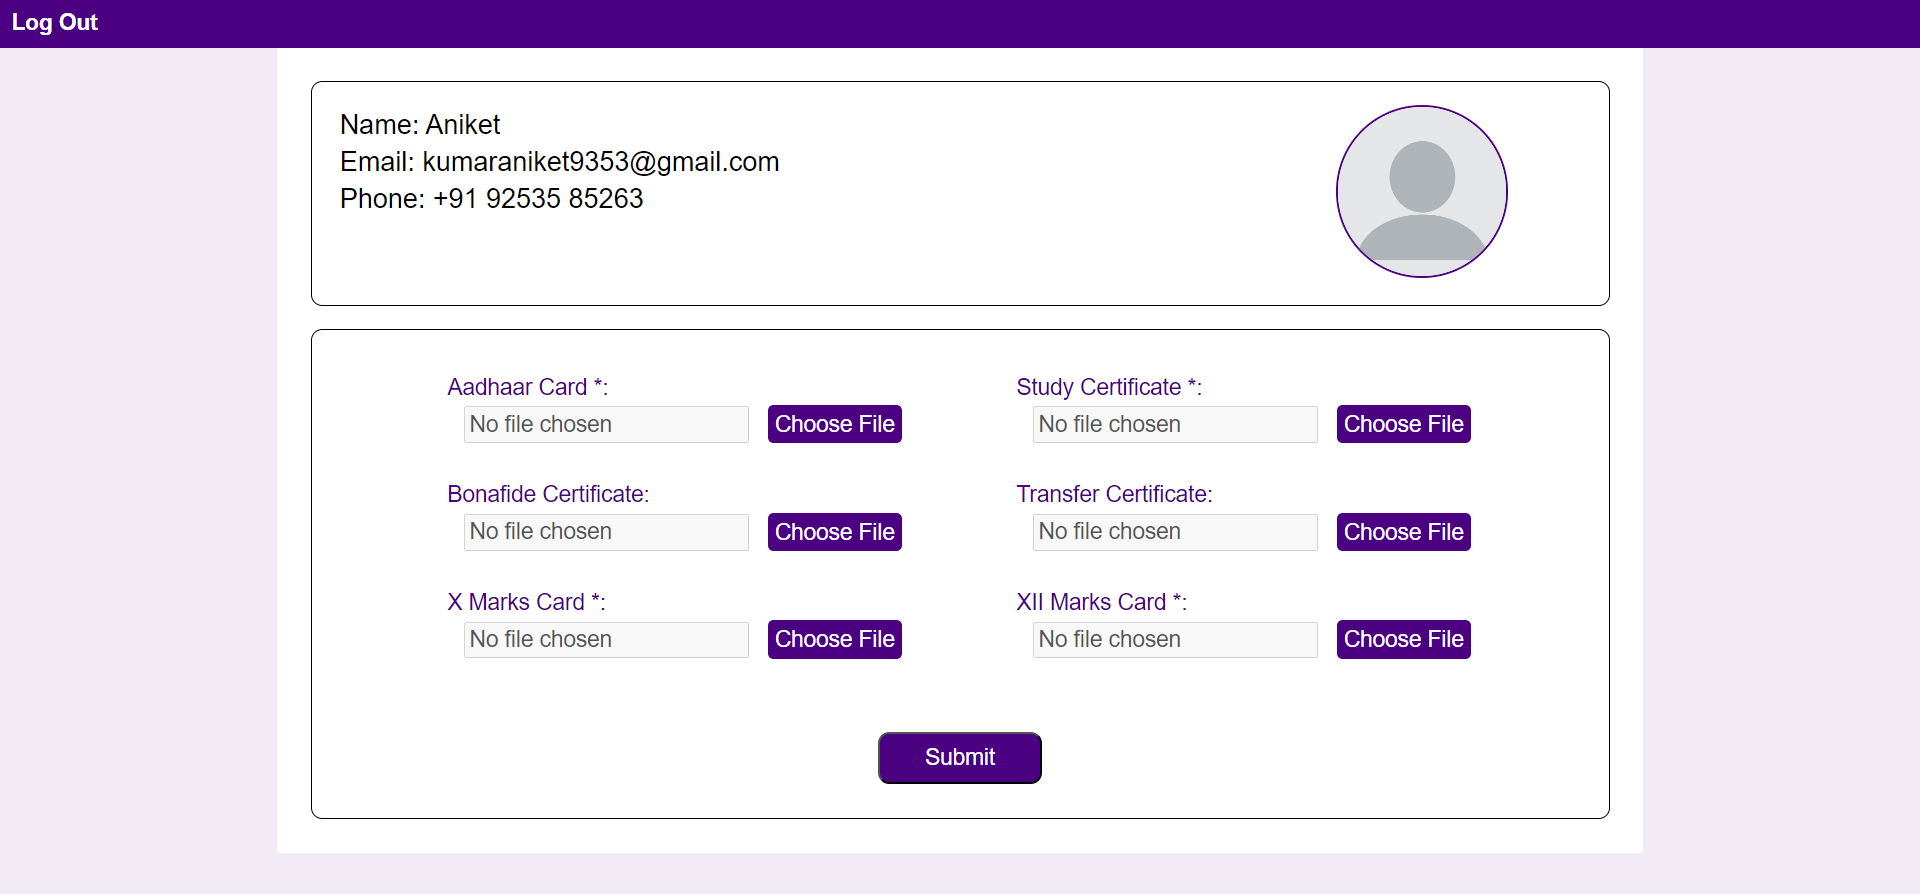 Log Out
Name: Aniket
Email: kumaraniket9353@gmail.com
Phone: +91 92535 85263
Aadhaar Card *:
No file chosen Choose File
Study Certificate *:
No file chosen Choose File
Bonafide Certificate:
No file chosen Choose File
Transfer Certificate:
No file chosen Choose File
X Marks Card *:
No file chosen Choose File
XII Marks Card *:
No file chosen Choose File
Submit